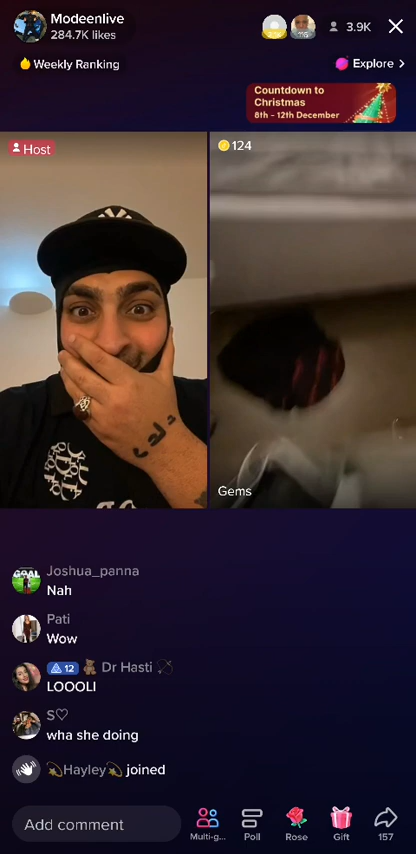 Modeenlive
284.7K likes
3.9K
Weekly Ranking
Explore >
Countdown to
Christmas
8th - 12th December
Host
124
Gems
Joshua_panna
Nah
Pati
Wow
12 🧸 Dr Hasti 🏹
LOOOLI
S♡
wha she doing
💫Hayley💫 joined
Add comment
Multi-g...
Poll
Rose
Gift
157